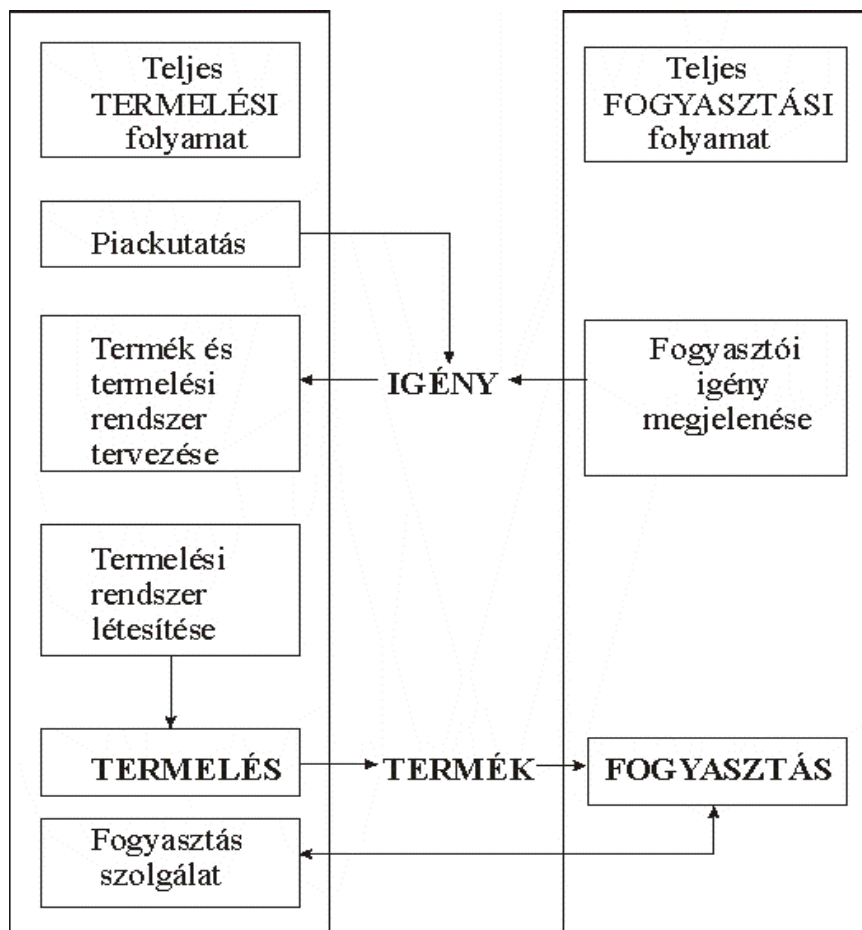 Teljes
TERMELÉSI
folyamat
Teljes
FOGYASZTÁSI
folyamat
Piackutatás
Termék és
termelési
rendszer
tervezése
IGÉNY
Fogyasztói
igény
megjelenése
Termelési
rendszer
létesítése
TERMELÉS
TERMÉK
FOGYASZTÁS
Fogyasztás
szolgálat